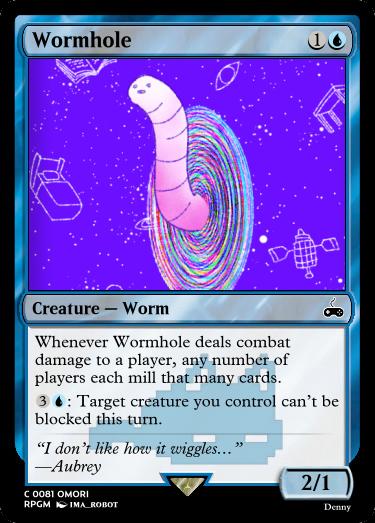 Wormhole 1
Creature — Worm
Whenever Wormhole deals combat
damage to a player, any number of
players each mill that many cards.
3 : Target creature you control can't be
blocked this turn.
“I don't like how it wiggles…”
—Aubrey
2/1
C 0081 OMORI
RPGM IMA_ROBOT
Denny